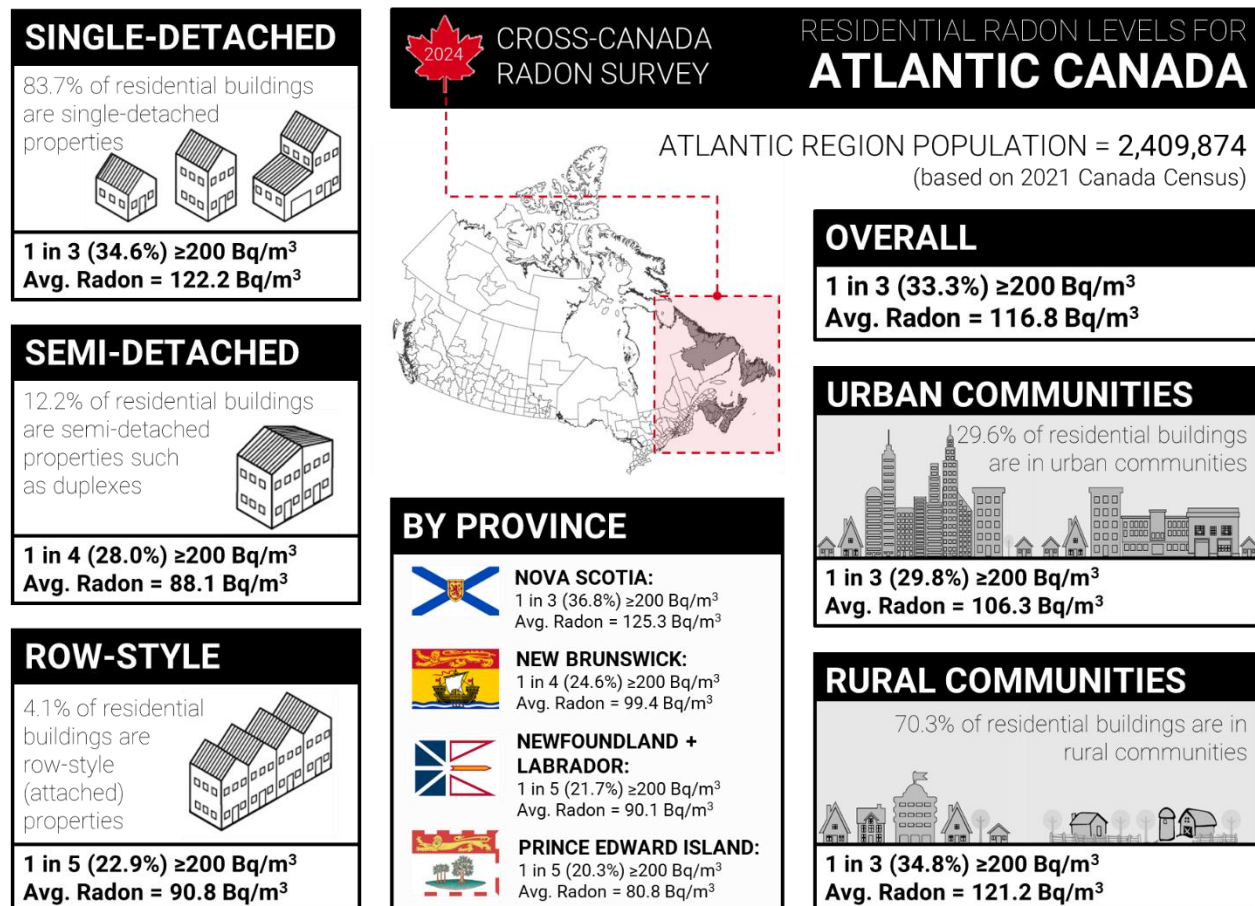 SINGLE-DETACHED
83.7% of residential buildings
are single-detached
properties
1 in 3 (34.6%) ≥200 Bq/m³
Avg. Radon = 122.2 Bq/m³
SEMI-DETACHED
12.2% of residential buildings
are semi-detached
properties such
as duplexes
1 in 4 (28.0%) ≥200 Bq/m³
Avg. Radon = 88.1 Bq/m³
ROW-STYLE
4.1% of residential
buildings are
row-style
(attached)
properties
1 in 5 (22.9%) ≥200 Bq/m³
Avg. Radon = 90.8 Bq/m³
2024
CROSS-CANADA
RADON SURVEY
RESIDENTIAL RADON LEVELS FOR
ATLANTIC CANADA
ATLANTIC REGION POPULATION = 2,409,874
(based on 2021 Canada Census)
BY PROVINCE
NOVA SCOTIA:
1 in 3 (36.8%) ≥200 Bq/m³
Avg. Radon = 125.3 Bq/m³
NEW BRUNSWICK:
1 in 4 (24.6%) ≥200 Bq/m³
Avg. Radon = 99.4 Bq/m³
NEWFOUNDLAND +
LABRADOR:
1 in 5 (21.7%) ≥200 Bq/m³
Avg. Radon = 90.1 Bq/m³
PRINCE EDWARD ISLAND:
1 in 5 (20.3%) ≥200 Bq/m³
Avg. Radon = 80.8 Bq/m³
OVERALL
1 in 3 (33.3%) ≥200 Bq/m³
Avg. Radon = 116.8 Bq/m³
URBAN COMMUNITIES
29.6% of residential buildings
are in urban communities
1 in 3 (29.8%) ≥200 Bq/m³
Avg. Radon = 106.3 Bq/m³
RURAL COMMUNITIES
70.3% of residential buildings are in
rural communities
1 in 3 (34.8%) ≥200 Bq/m³
Avg. Radon = 121.2 Bq/m³